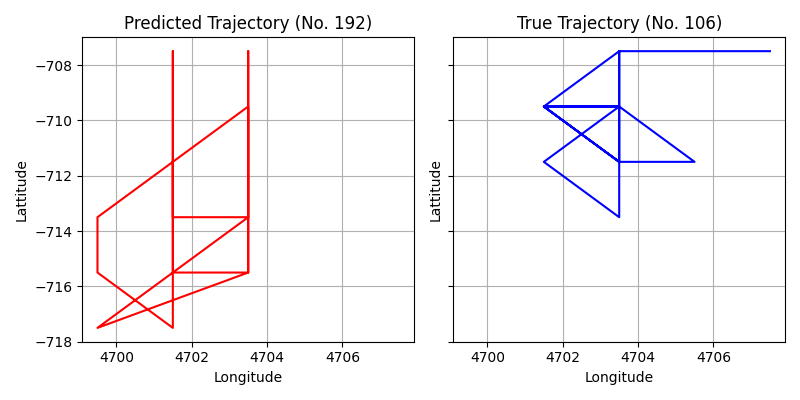 Predicted Trajectory (No. 192)
True Trajectory (No. 106)
−708
−710
−712
−714
−716
−718
Lattitude
Lattitude
4700 4702 4704 4706
4700 4702 4704 4706
Longitude
Longitude